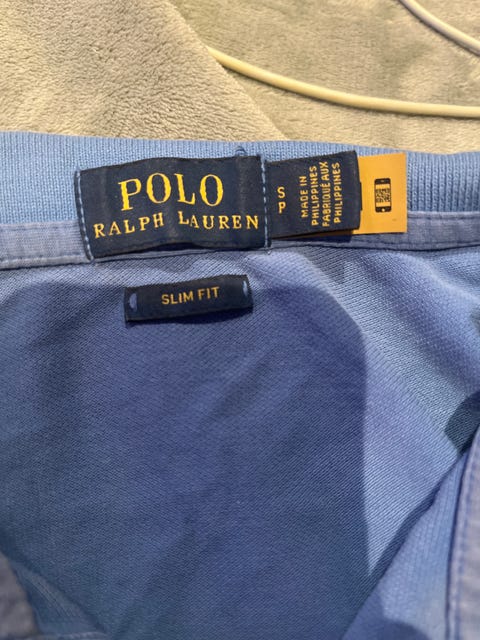 POLO
RALPH LAUREN
S
P
MADE IN
PHILIPPINES
FABRIQUÉ AUX
PHILIPPINES
SLIM FIT